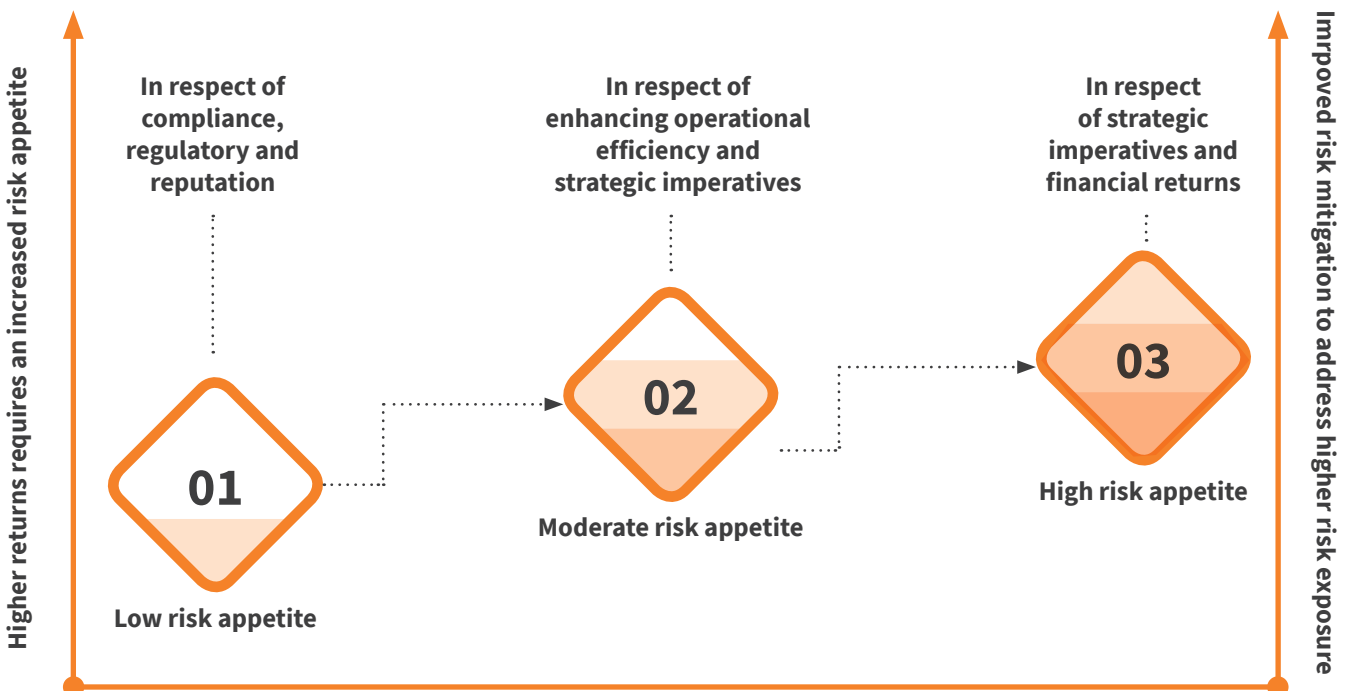 Higher returns requires an increased risk appetite
In respect of
compliance,
regulatory and
reputation
01
Low risk appetite
In respect of
enhancing operational
efficiency and
strategic imperatives
02
Moderate risk appetite
In respect
of strategic
imperatives and
financial returns
03
High risk appetite
Imrpoved risk mitigation to address higher risk exposure